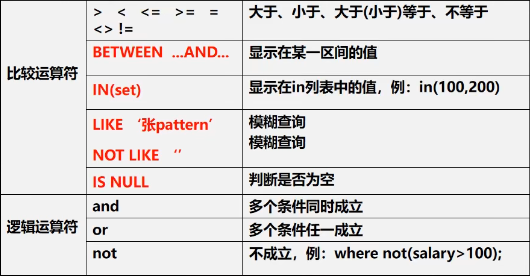 比较运算符
> < <= >= =
<> !=
大于、小于、大于(小于)等于、不等于
BETWEEN ...AND...
显示在某一区间的值
IN(set)
显示在in列表中的值，例：in(100,200)
LIKE ‘张pattern’
模糊查询
NOT LIKE ‘’
模糊查询
IS NULL
判断是否为空
逻辑运算符
and
多个条件同时成立
or
多个条件任一成立
not
不成立，例：where not(salary>100);